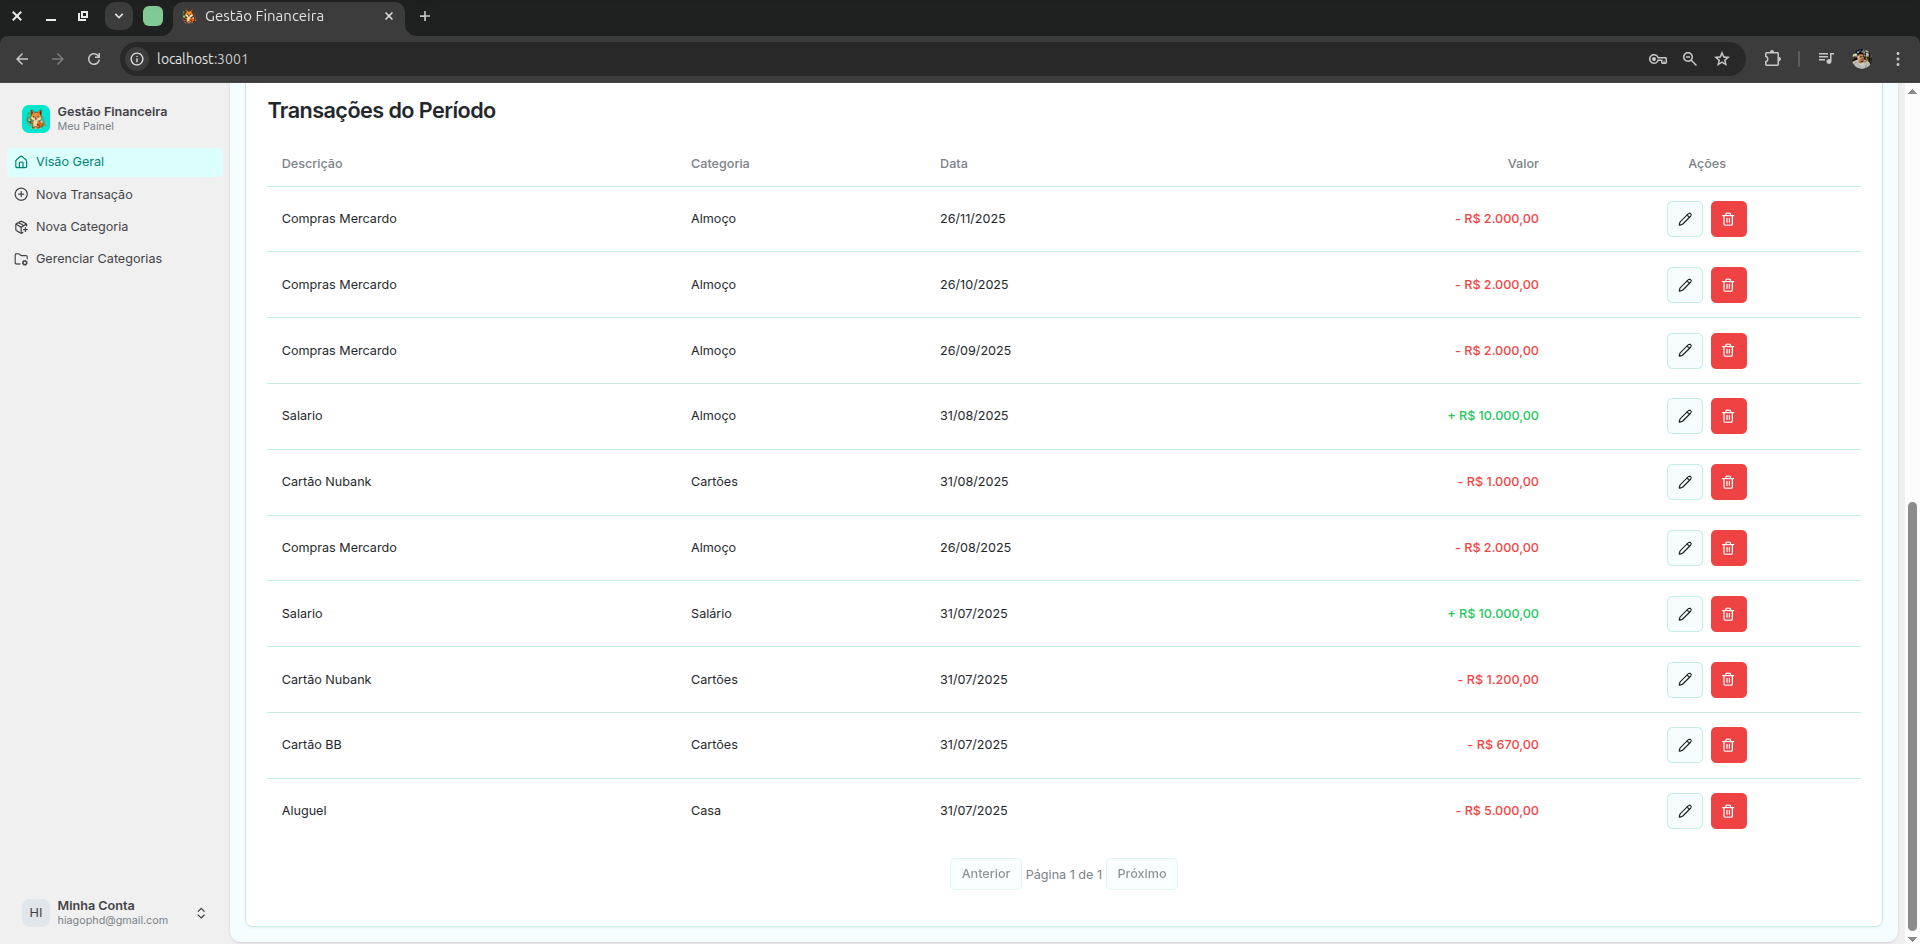 Gestão Financeira
localhost:3001
Gestão Financeira
Meu Painel
Visão Geral
Nova Transação
Nova Categoria
Gerenciar Categorias
Transações do Período
Descrição Categoria Data Valor Ações
Compras Mercardo Almoço 26/11/2025 - R$ 2.000,00
Compras Mercardo Almoço 26/10/2025 - R$ 2.000,00
Compras Mercardo Almoço 26/09/2025 - R$ 2.000,00
Salario Almoço 31/08/2025 + R$ 10.000,00
Cartão Nubank Cartões 31/08/2025 - R$ 1.000,00
Compras Mercardo Almoço 26/08/2025 - R$ 2.000,00
Salario Salário 31/07/2025 + R$ 10.000,00
Cartão Nubank Cartões 31/07/2025 - R$ 1.200,00
Cartão BB Cartões 31/07/2025 - R$ 670,00
Aluguel Casa 31/07/2025 - R$ 5.000,00
Anterior Página 1 de 1 Próximo
HI
Minha Conta
hiagophd@gmail.com